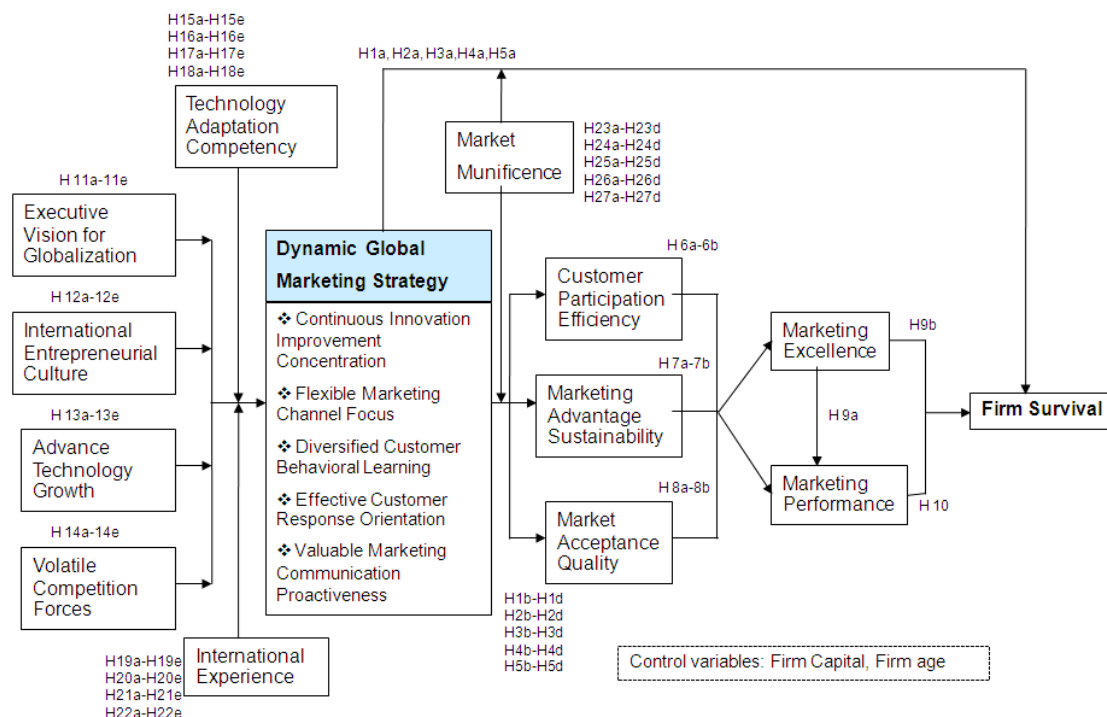 H15a-H15e
H16a-H16e
H17a-H17e
H18a-H18e
Technology
Adaptation
Competency
H1a, H2a, H3a, H4a,H5a
Market
Munificence
H23a-H23d
H24a-H24d
H25a-H25d
H26a-H26d
H27a-H27d
H 11a-11e
Executive
Vision for
Globalization
H 12a-12e
International
Entrepreneurial
Culture
H 13a-13e
Advance
Technology
Growth
H 14a-14e
Volatile
Competition
Forces
H19a-H19e
H20a-H20e
H21a-H21e
H22a-H22e
International
Experience
Dynamic Global
Marketing Strategy
❖ Continuous Innovation
Improvement
Concentration
❖ Flexible Marketing
Channel Focus
❖ Diversified Customer
Behavioral Learning
❖ Effective Customer
Response Orientation
❖ Valuable Marketing
Communication
Proactiveness
H 6a-6b
Customer
Participation
Efficiency
H 7a-7b
Marketing
Advantage
Sustainability
H 8a-8b
Market
Acceptance
Quality
H1b-H1d
H2b-H2d
H3b-H3d
H4b-H4d
H5b-H5d
Marketing
Excellence
H9b
H 9a
Marketing
Performance
H 10
Firm Survival
Control variables: Firm Capital, Firm age